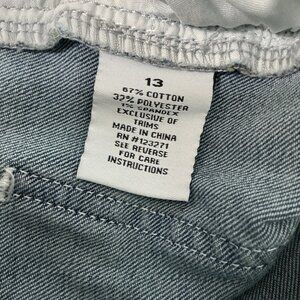 13
67% COTTON
32% POLYESTER
1% SPANDEX
EXCLUSIVE OF
TRIMS
MADE IN CHINA
RN #123271
SEE REVERSE
FOR CARE
INSTRUCTIONS